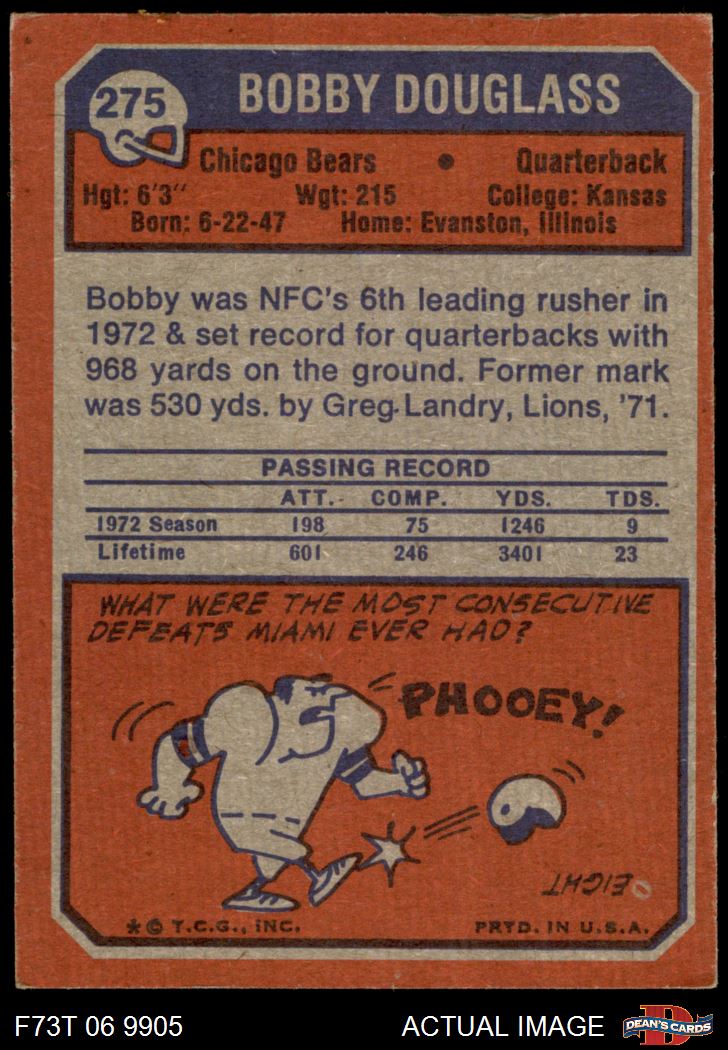 275
BOBBY DOUGLASS
Chicago Bears • Quarterback
Hgt: 6'3" Wgt: 215 College: Kansas
Born: 6-22-47 Home: Evanston, Illinois
Bobby was NFC's 6th leading rusher in
1972 & set record for quarterbacks with
968 yards on the ground. Former mark
was 530 yds. by Greg Landry, Lions, '71.
PASSING RECORD
ATT. COMP. YDS. TDS.
1972 Season 198 75 1246 9
Lifetime 601 246 3401 23
WHAT WERE THE MOST CONSECUTIVE
DEFEATS MIAMI EVER HAD?
PHOOEY!
EIGHT
* © T.C.G., INC. PRTD. IN U.S.A.
F73T 06 9905 ACTUAL IMAGE
D
DEAN'S CARDS